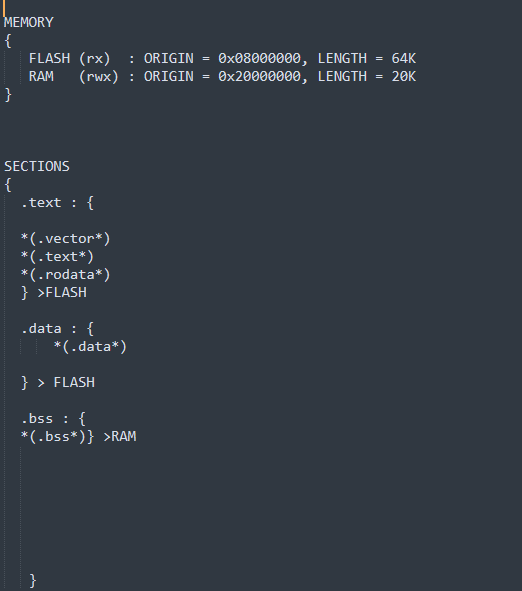 MEMORY
{
FLASH (rx)  : ORIGIN = 0x08000000, LENGTH = 64K
RAM   (rwx) : ORIGIN = 0x20000000, LENGTH = 20K
}
SECTIONS
{
.text : {
*(.vector*)
*(.text*)
*(.rodata*)
} >FLASH
.data : {
*(.data*)
} > FLASH
.bss : {
*(.bss*)} >RAM
}